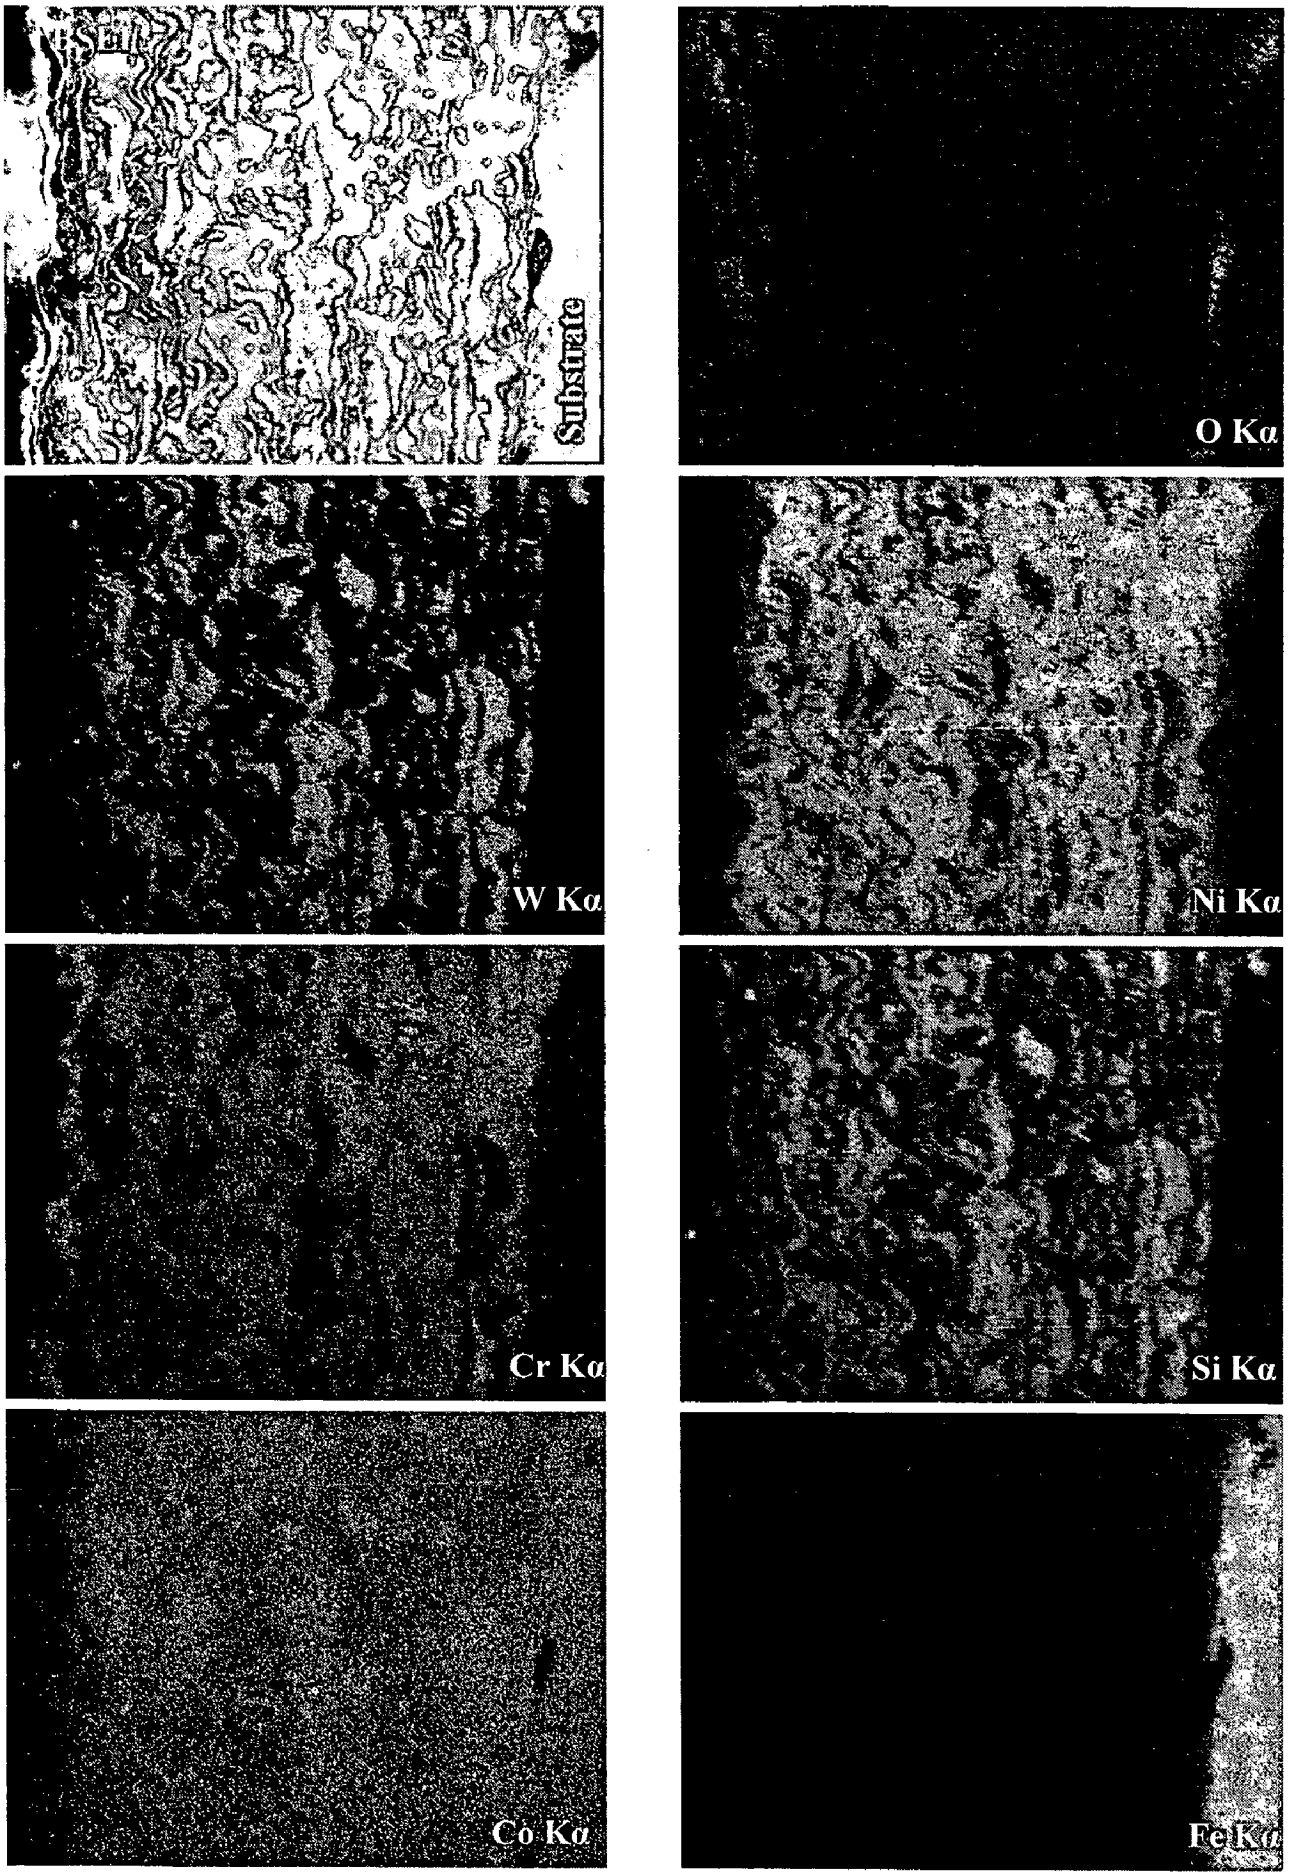 BSEI
Substrate
O Kα
W Kα
Ni Kα
Cr Kα
Si Kα
Co Kα
Fe Kα